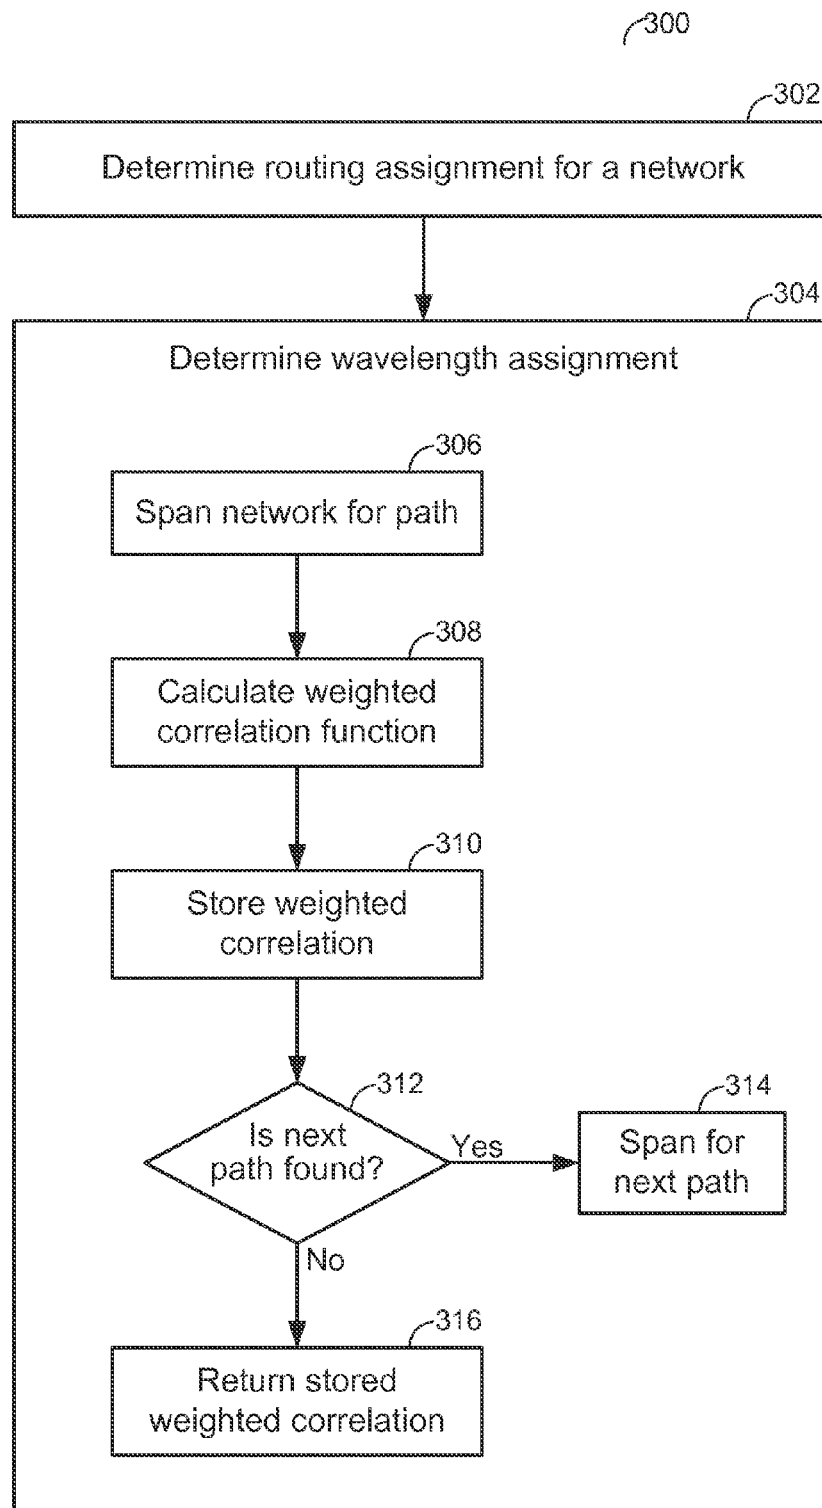 300
302
Determine routing assignment for a network
304
Determine wavelength assignment
306
Span network for path
308
Calculate weighted
correlation function
310
Store weighted
correlation
312
Is next
path found?
Yes
314
Span for
next path
No
316
Return stored
weighted correlation